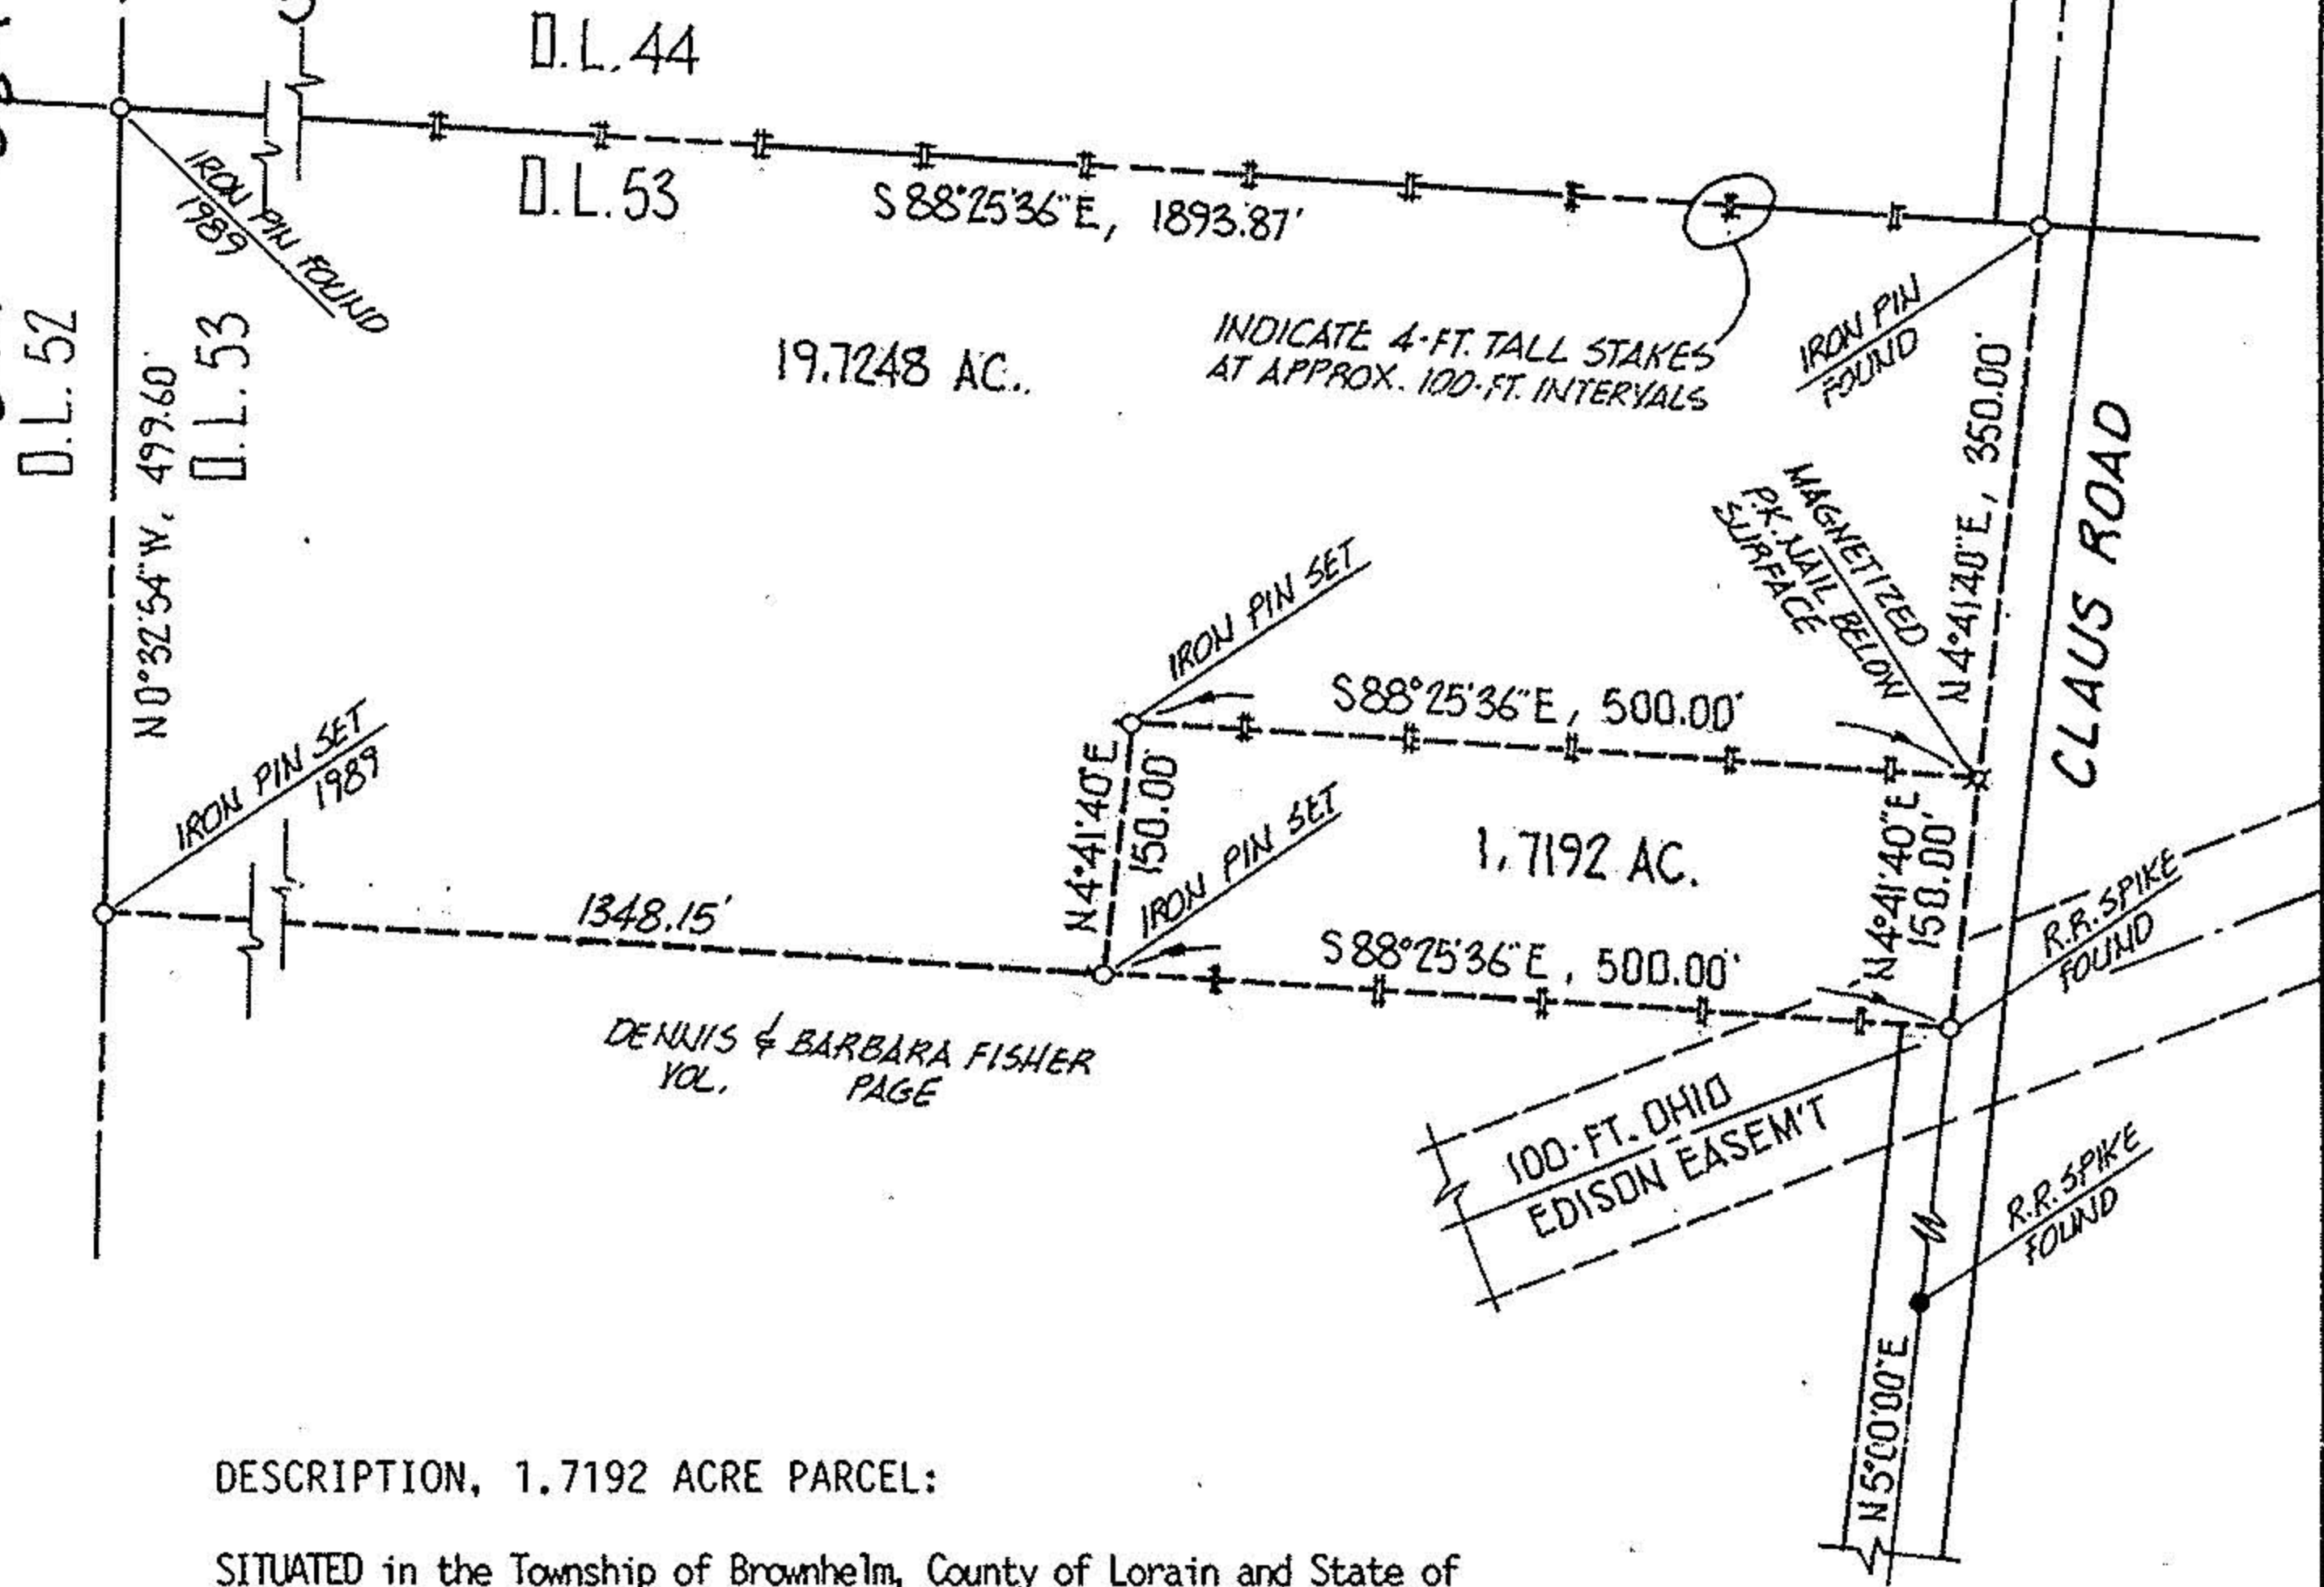 D.L. 44
D.L. 53
S 88°25'36"E, 1893.87'
IRON PIN FOUND
1989
D.L. 52
N 0°32'54"W, 499.60'
D.L. 53
19.7248 AC.
INDICATE 4-FT. TALL STAKES
AT APPROX. 100-FT. INTERVALS
IRON PIN
FOUND
N 4°41'40"E, 350.00'
CLAUS ROAD
MAGNETIZED
P.K. NAIL BELOW
SURFACE
IRON PIN SET
S 88°25'36"E, 500.00'
IRON PIN SET
1989
N 4°41'40"E
150.00'
IRON PIN SET
1.7192 AC.
N 4°41'40"E
150.00'
R.R. SPIKE
FOUND
1348.15'
S 88°25'36"E, 500.00'
DENNIS & BARBARA FISHER
VOL. PAGE
100-FT. OHIO
EDISON EASEM'T
R.R. SPIKE
FOUND
N 5°00'00"E
DESCRIPTION, 1.7192 ACRE PARCEL:
SITUATED in the Township of Brownhelm, County of Lorain and State of